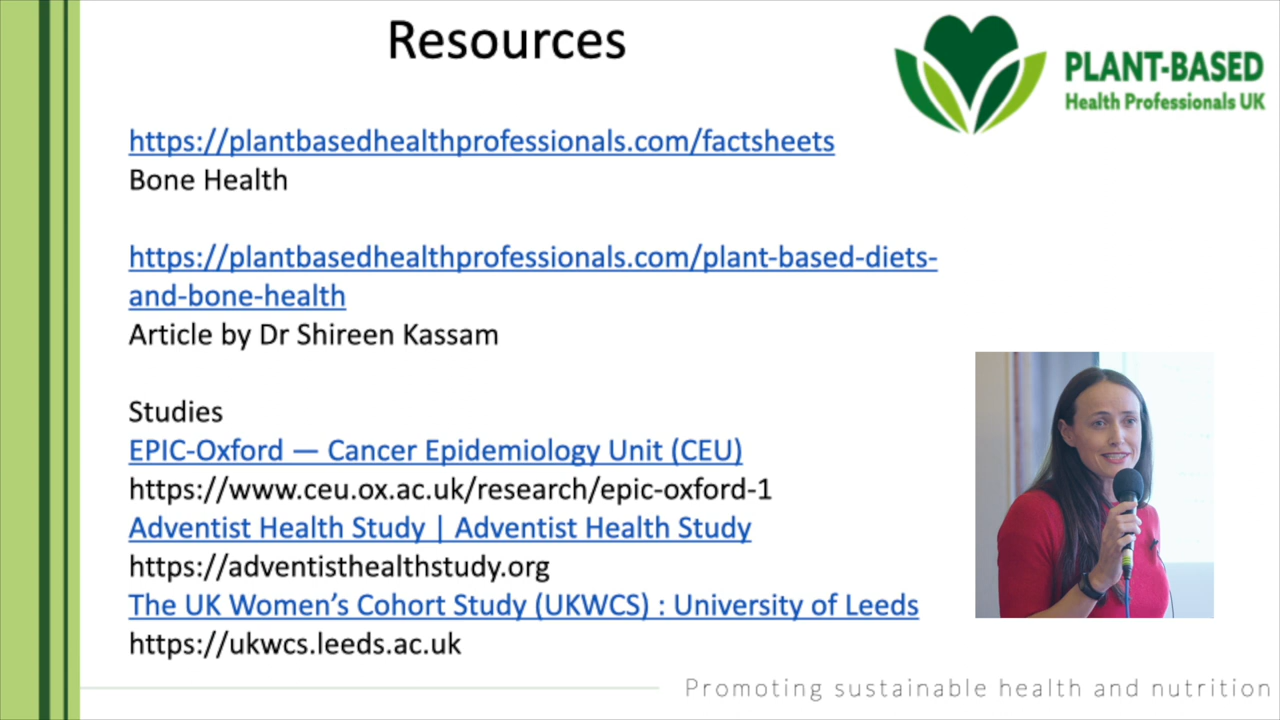 Resources
PLANT-BASED
Health Professionals UK
https://plantbasedhealthprofessionals.com/factsheets
Bone Health
https://plantbasedhealthprofessionals.com/plant-based-diets-
and-bone-health
Article by Dr Shireen Kassam
Studies
EPIC-Oxford — Cancer Epidemiology Unit (CEU)
https://www.ceu.ox.ac.uk/research/epic-oxford-1
Adventist Health Study | Adventist Health Study
https://adventisthealthstudy.org
The UK Women’s Cohort Study (UKWCS) : University of Leeds
https://ukwcs.leeds.ac.uk
Promoting sustainable health and nutrition